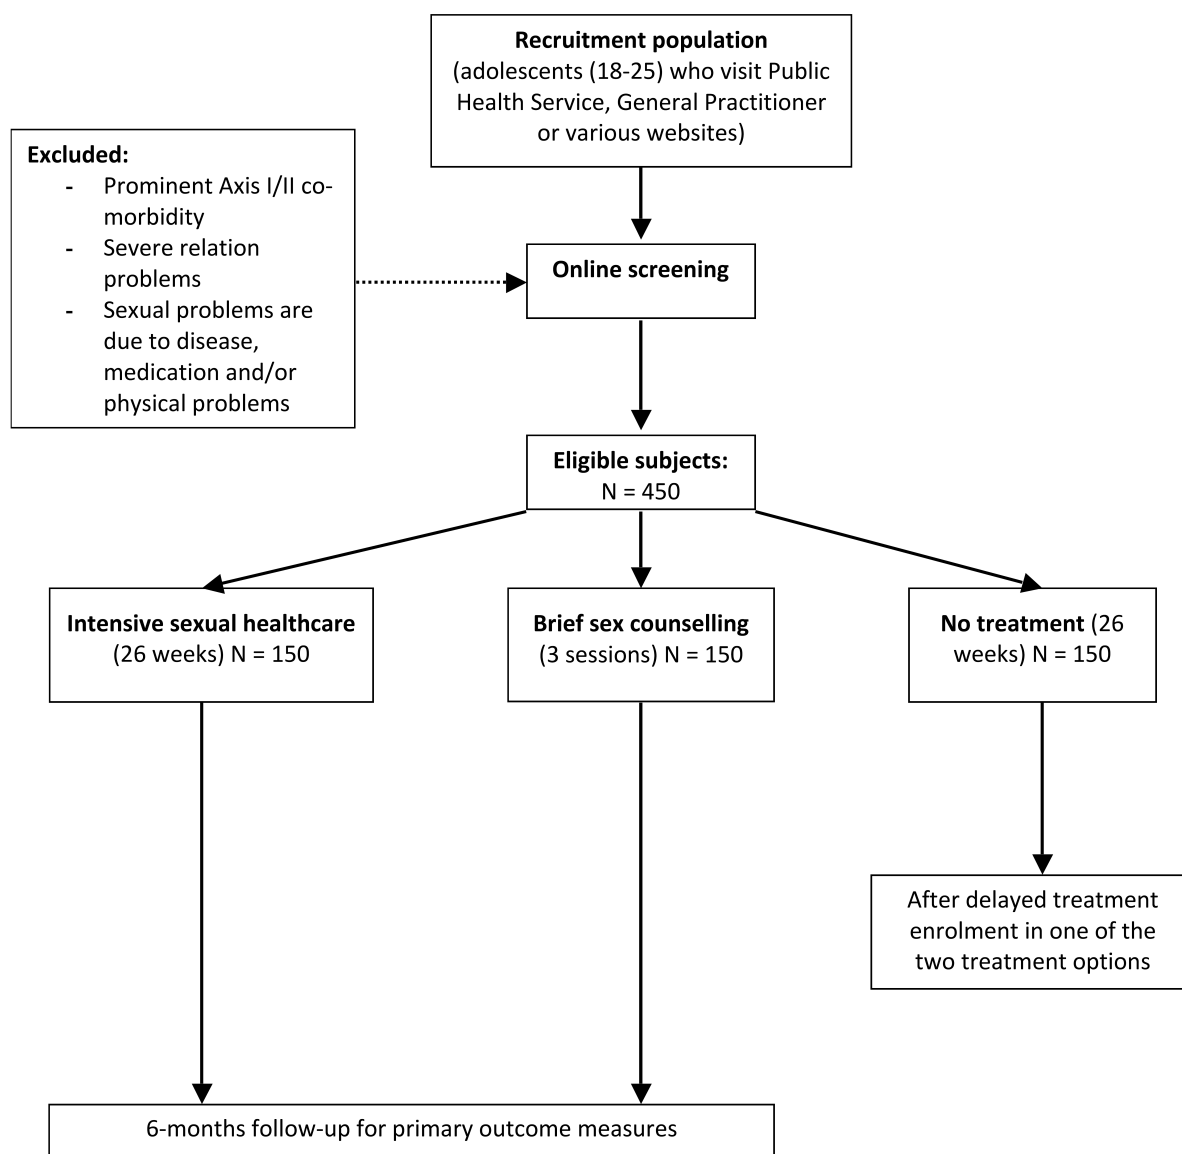 Recruitment population
(adolescents (18-25) who visit Public
Health Service, General Practitioner
or various websites)
Excluded:
- Prominent Axis I/II co-
morbidity
- Severe relation
problems
- Sexual problems are
due to disease,
medication and/or
physical problems
Online screening
Eligible subjects:
N = 450
Intensive sexual healthcare
(26 weeks) N = 150
Brief sex counselling
(3 sessions) N = 150
No treatment (26
weeks) N = 150
After delayed treatment
enrolment in one of the
two treatment options
6-months follow-up for primary outcome measures